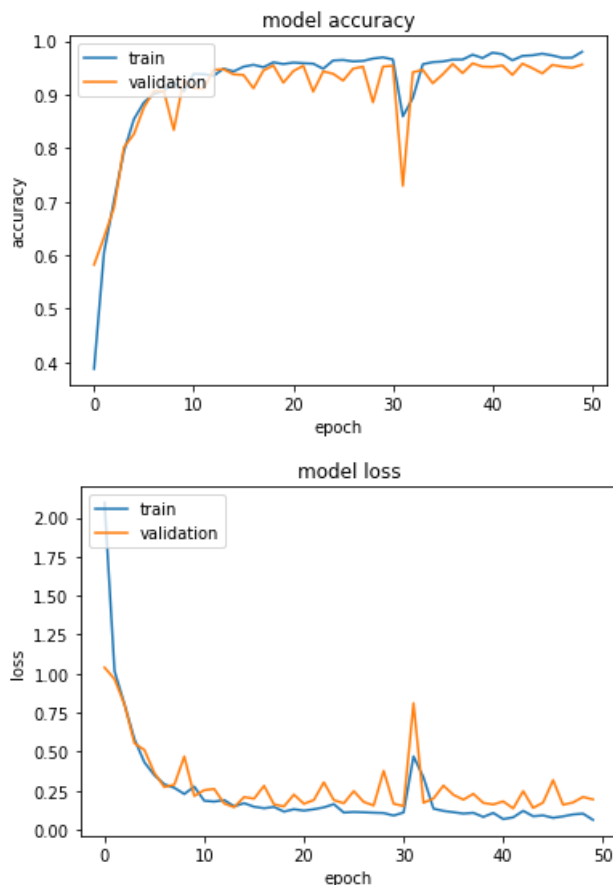 model accuracy
1.0
0.9
0.8
0.7
0.6
0.5
0.4
accuracy
train
validation
0 10 20 30 40 50
epoch
model loss
2.00
1.75
1.50
1.25
1.00
0.75
0.50
0.25
0.00
loss
train
validation
0 10 20 30 40 50
epoch